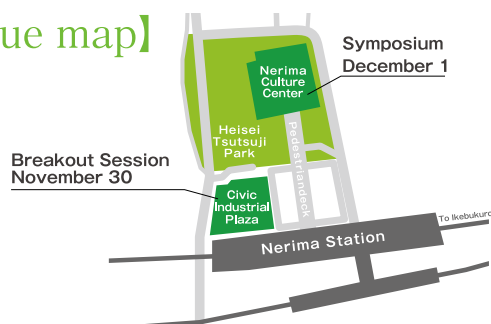 ue map】
Symposium
December 1
Nerima
Culture
Center
Heisei
Tsutsuji
Park
Pedestriandeck
Breakout Session
November 30
Civic
Industrial
Plaza
To Ikebukuro
Nerima Station